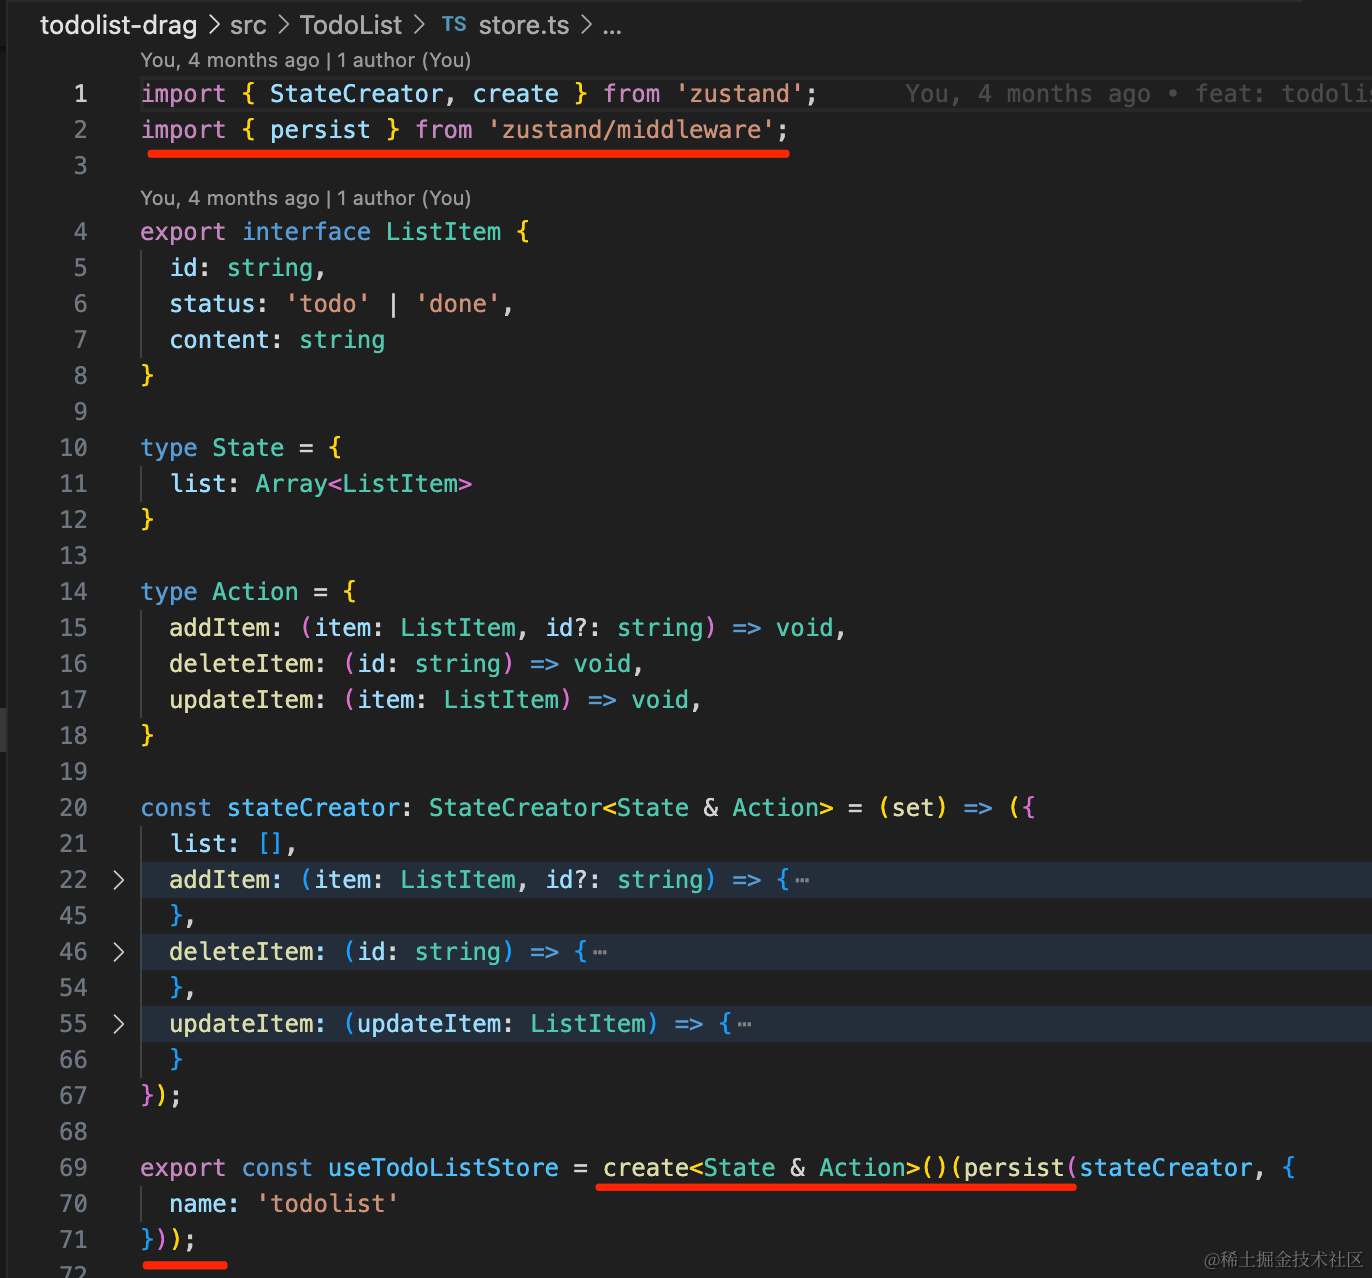 todolist-drag > src > TodoList > TS store.ts > ...
You, 4 months ago | 1 author (You)
1 import { StateCreator, create } from 'zustand'; You, 4 months ago • feat: todolis
2 import { persist } from 'zustand/middleware';
3
You, 4 months ago | 1 author (You)
4 export interface ListItem {
5 id: string,
6 status: 'todo' | 'done',
7 content: string
8 }
9
10 type State = {
11 list: Array<ListItem>
12 }
13
14 type Action = {
15 addItem: (item: ListItem, id?: string) => void,
16 deleteItem: (id: string) => void,
17 updateItem: (item: ListItem) => void,
18 }
19
20 const stateCreator: StateCreator<State & Action> = (set) => ({
21 list: [],
22 > addItem: (item: ListItem, id?: string) => {⋯
45 },
46 > deleteItem: (id: string) => {⋯
54 },
55 > updateItem: (updateItem: ListItem) => {⋯
66 }
67 });
68
69 export const useTodoListStore = create<State & Action>()(persist(stateCreator, {
70 name: 'todolist'
71 }));
72
@稀土掘金技术社区